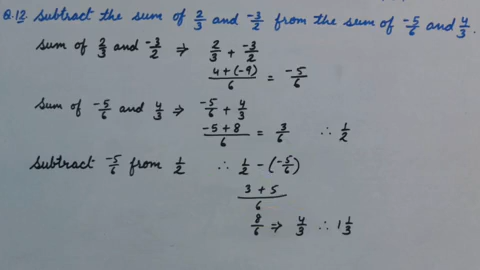 Q.12 Subtract the sum of 2/3 and -3/2 from the sum of -5/6 and 4/3.
Sum of 2/3 and -3/2 ⇒ 2/3 + -3/2
4+(-9)/6 = -5/6
Sum of -5/6 and 4/3 ⇒ -5/6 + 4/3
-5+8/6 = 3/6 ∴ 1/2
Subtract -5/6 from 1/2 ∴ 1/2 - (-5/6)
3+5/6
8/6 ⇒ 4/3 ∴ 1 1/3